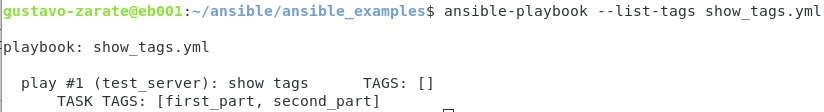 gustavo-zarate@eb001:~/ansible/ansible_examples$ ansible-playbook --list-tags show_tags.yml
playbook: show_tags.yml
play #1 (test_server): show tags TAGS: []
TASK TAGS: [first_part, second_part]